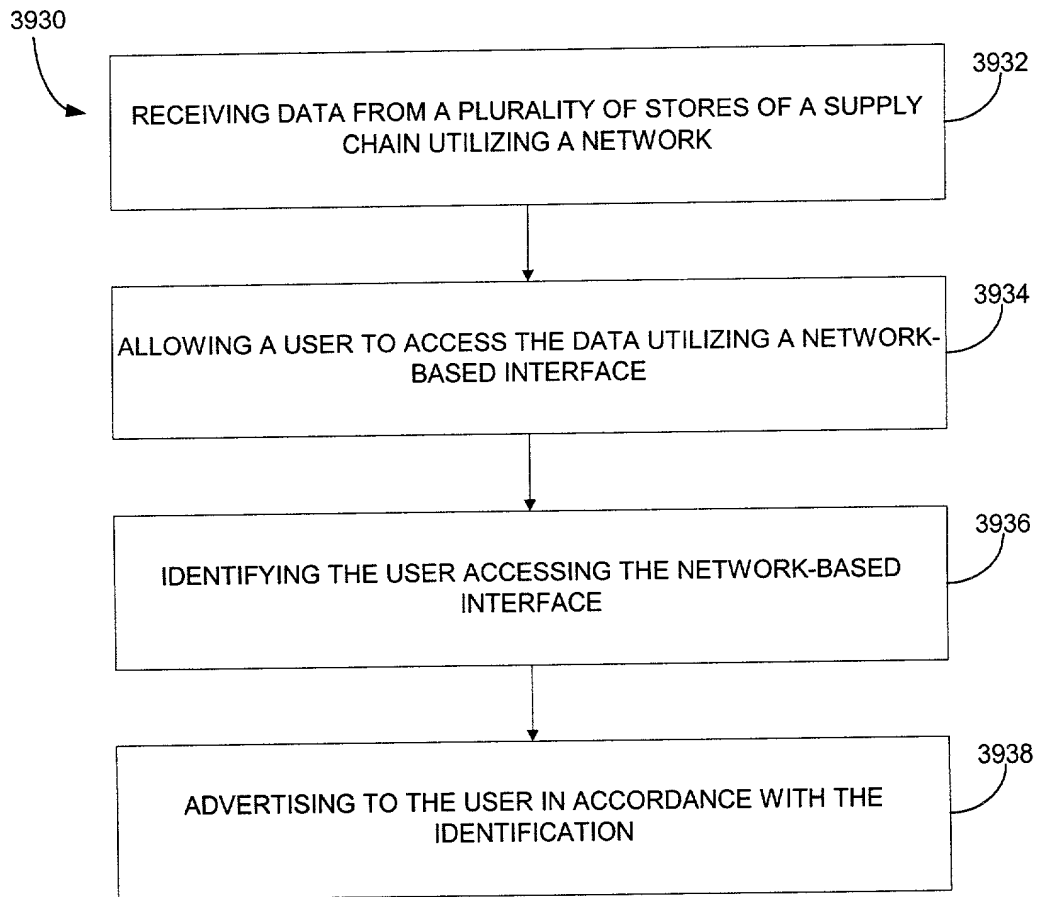 3930
3932
RECEIVING DATA FROM A PLURALITY OF STORES OF A SUPPLY
CHAIN UTILIZING A NETWORK
3934
ALLOWING A USER TO ACCESS THE DATA UTILIZING A NETWORK-
BASED INTERFACE
3936
IDENTIFYING THE USER ACCESSING THE NETWORK-BASED
INTERFACE
3938
ADVERTISING TO THE USER IN ACCORDANCE WITH THE
IDENTIFICATION